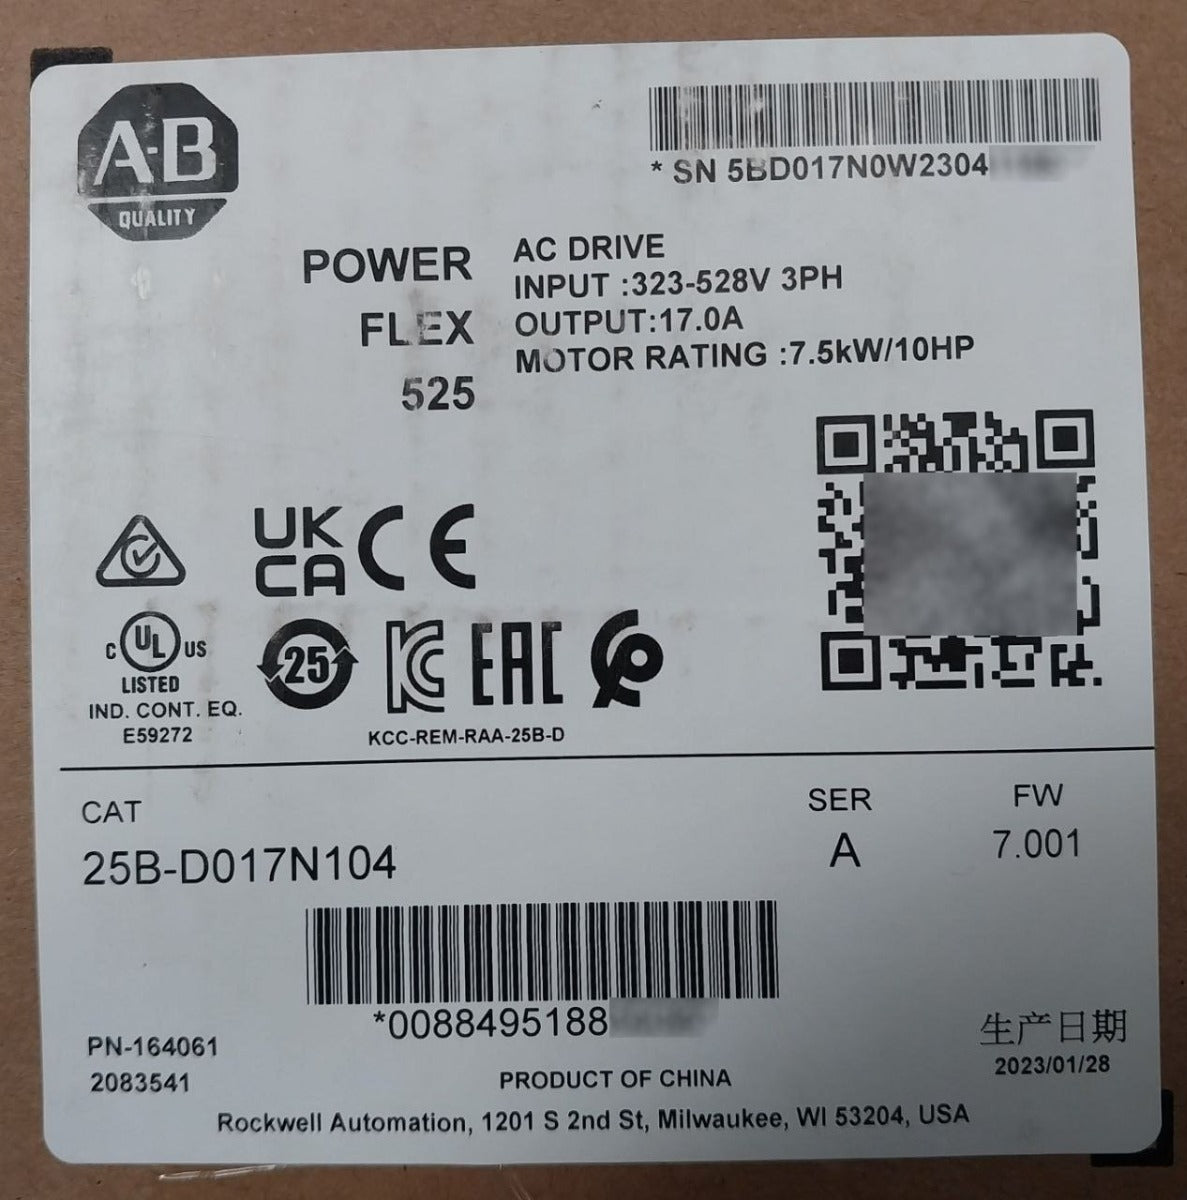 A-B
QUALITY
* SN 5BD017N0W2304
POWER
FLEX
525
AC DRIVE
INPUT :323-528V 3PH
OUTPUT:17.0A
MOTOR RATING :7.5kW/10HP
UK
CA
CE
C UL US
LISTED
IND. CONT. EQ.
E59272
25
KC
EAC
KCC-REM-RAA-25B-D
CAT
25B-D017N104
SER
A
FW
7.001
*0088495188
PN-164061
2083541
PRODUCT OF CHINA
生产日期
2023/01/28
Rockwell Automation, 1201 S 2nd St, Milwaukee, WI 53204, USA